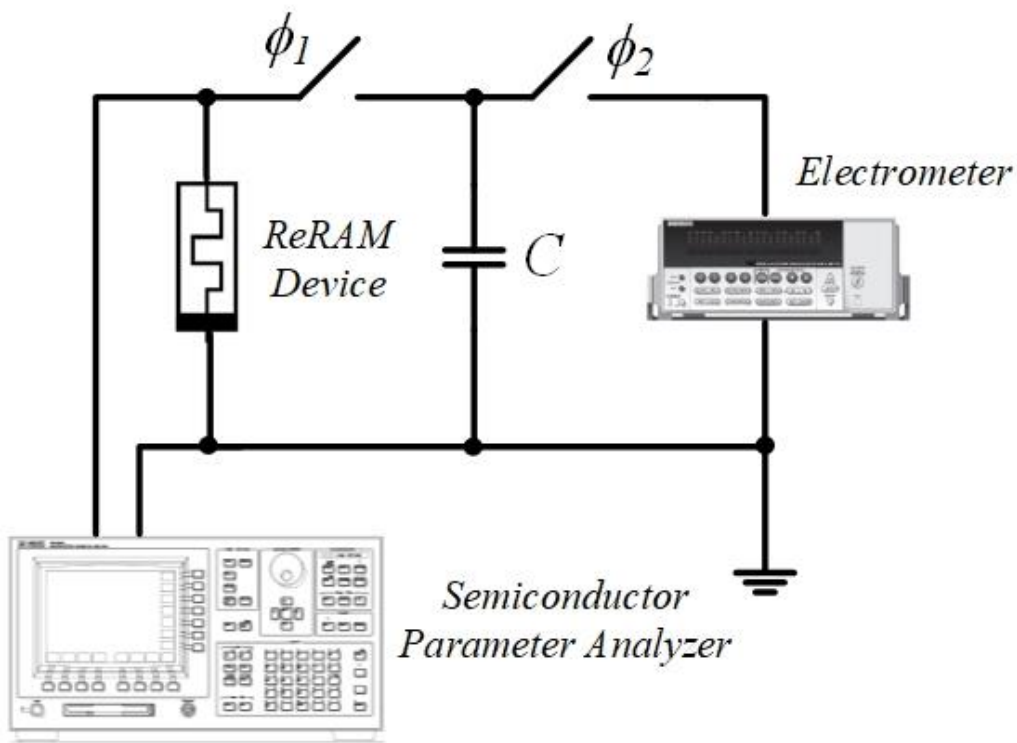 ϕ1
ϕ2
Electrometer
ReRAM
Device
C
Semiconductor
Parameter Analyzer